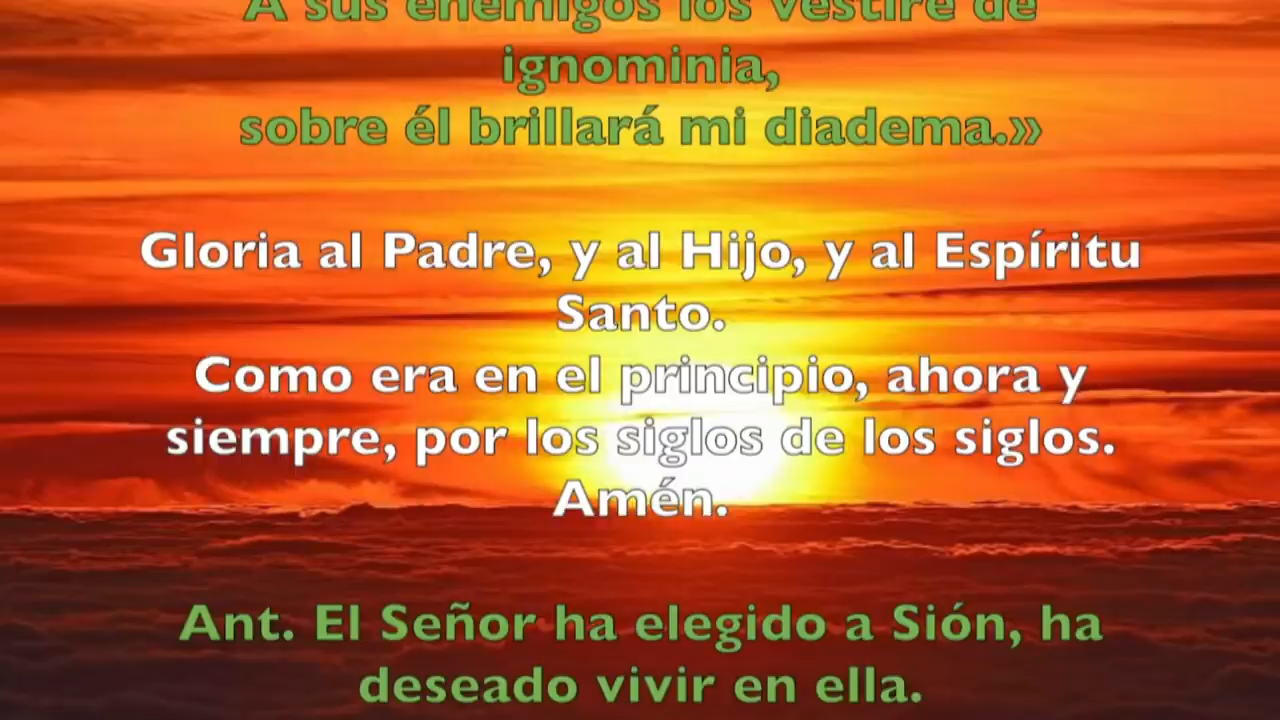 A sus enemigos los vestiré de
ignominia,
sobre él brillará mi diadema.»
Gloria al Padre, y al Hijo, y al Espíritu
Santo.
Como era en el principio, ahora y
siempre, por los siglos de los siglos.
Amén.
Ant. El Señor ha elegido a Sión, ha
deseado vivir en ella.